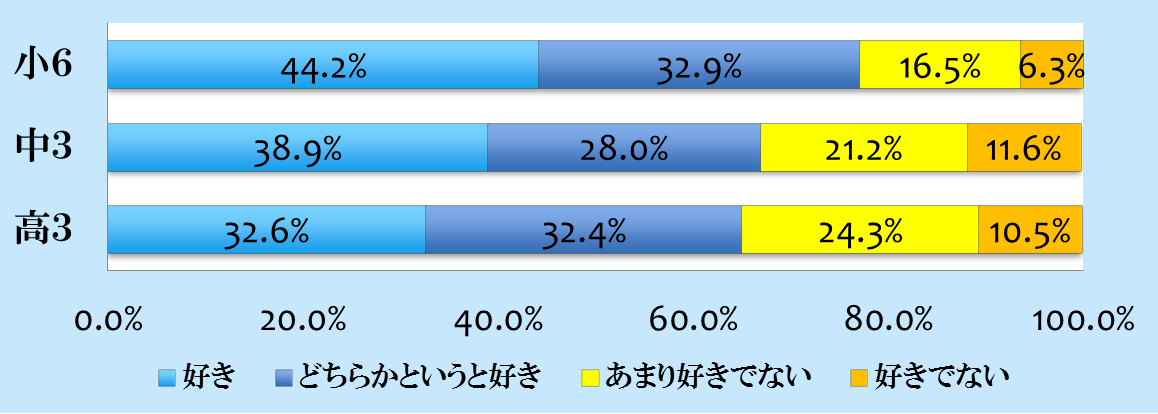 小6 44.2% 32.9% 16.5% 6.3%
中3 38.9% 28.0% 21.2% 11.6%
高3 32.6% 32.4% 24.3% 10.5%
0.0% 20.0% 40.0% 60.0% 80.0% 100.0%
好き どちらかというと好き あまり好きでない 好きでない